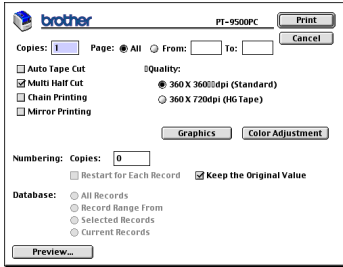 brother PT-9500PC Print
Copies: 1 Page: All From: To: Cancel
Auto Tape Cut Quality:
Multi Half Cut 360 X 360 dpi (Standard)
Chain Printing 360 X 720dpi (HG Tape)
Mirror Printing
Graphics Color Adjustment
Numbering: Copies: 0
Restart for Each Record Keep the Original Value
Database: All Records
Record Range From
Selected Records
Current Records
Preview...